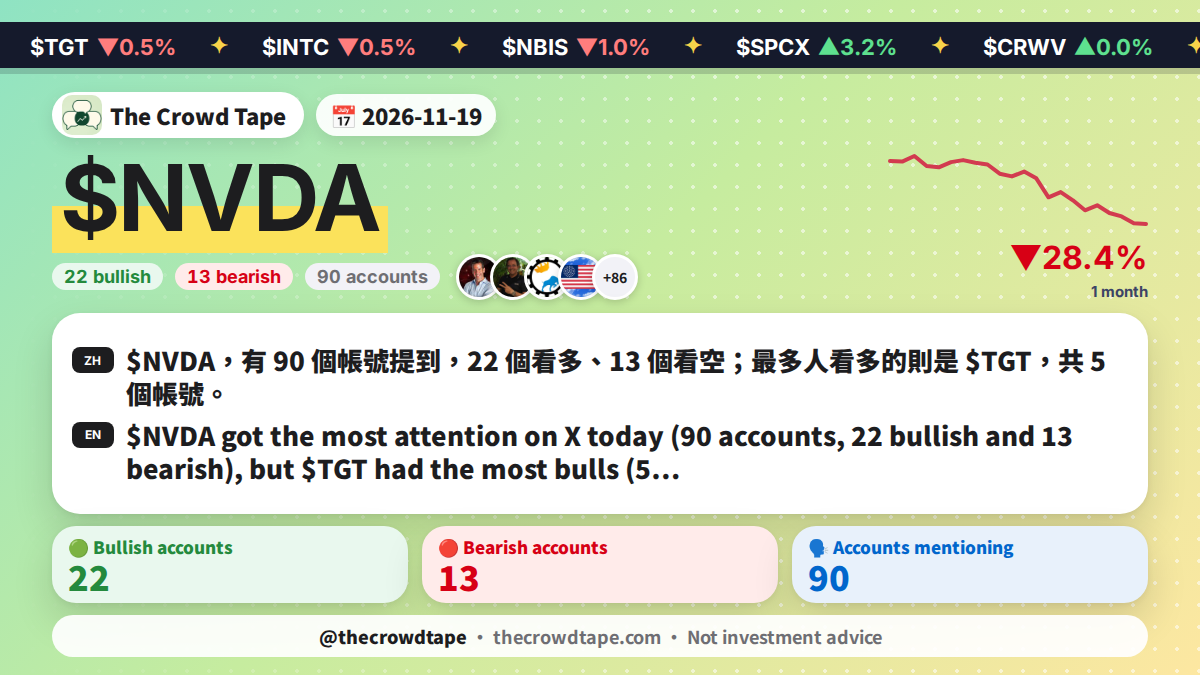 $TGT ▼0.5% ✦ $INTC ▼0.5% ✦ $NBIS ▼1.0% ✦ $SPCX ▲3.2% ✦ $CRWV ▲0.0% ✦
The Crowd Tape 📅 2026-11-19
$NVDA
▼28.4%
1 month
22 bullish 13 bearish 90 accounts +86
ZH $NVDA，有 90 個帳號提到，22 個看多、13 個看空；最多人看多的則是 $TGT，共 5
個帳號。
EN $NVDA got the most attention on X today (90 accounts, 22 bullish and 13
bearish), but $TGT had the most bulls (5...
🟢 Bullish accounts
22
🔴 Bearish accounts
13
🗣️ Accounts mentioning
90
@thecrowdtape • thecrowdtape.com • Not investment advice